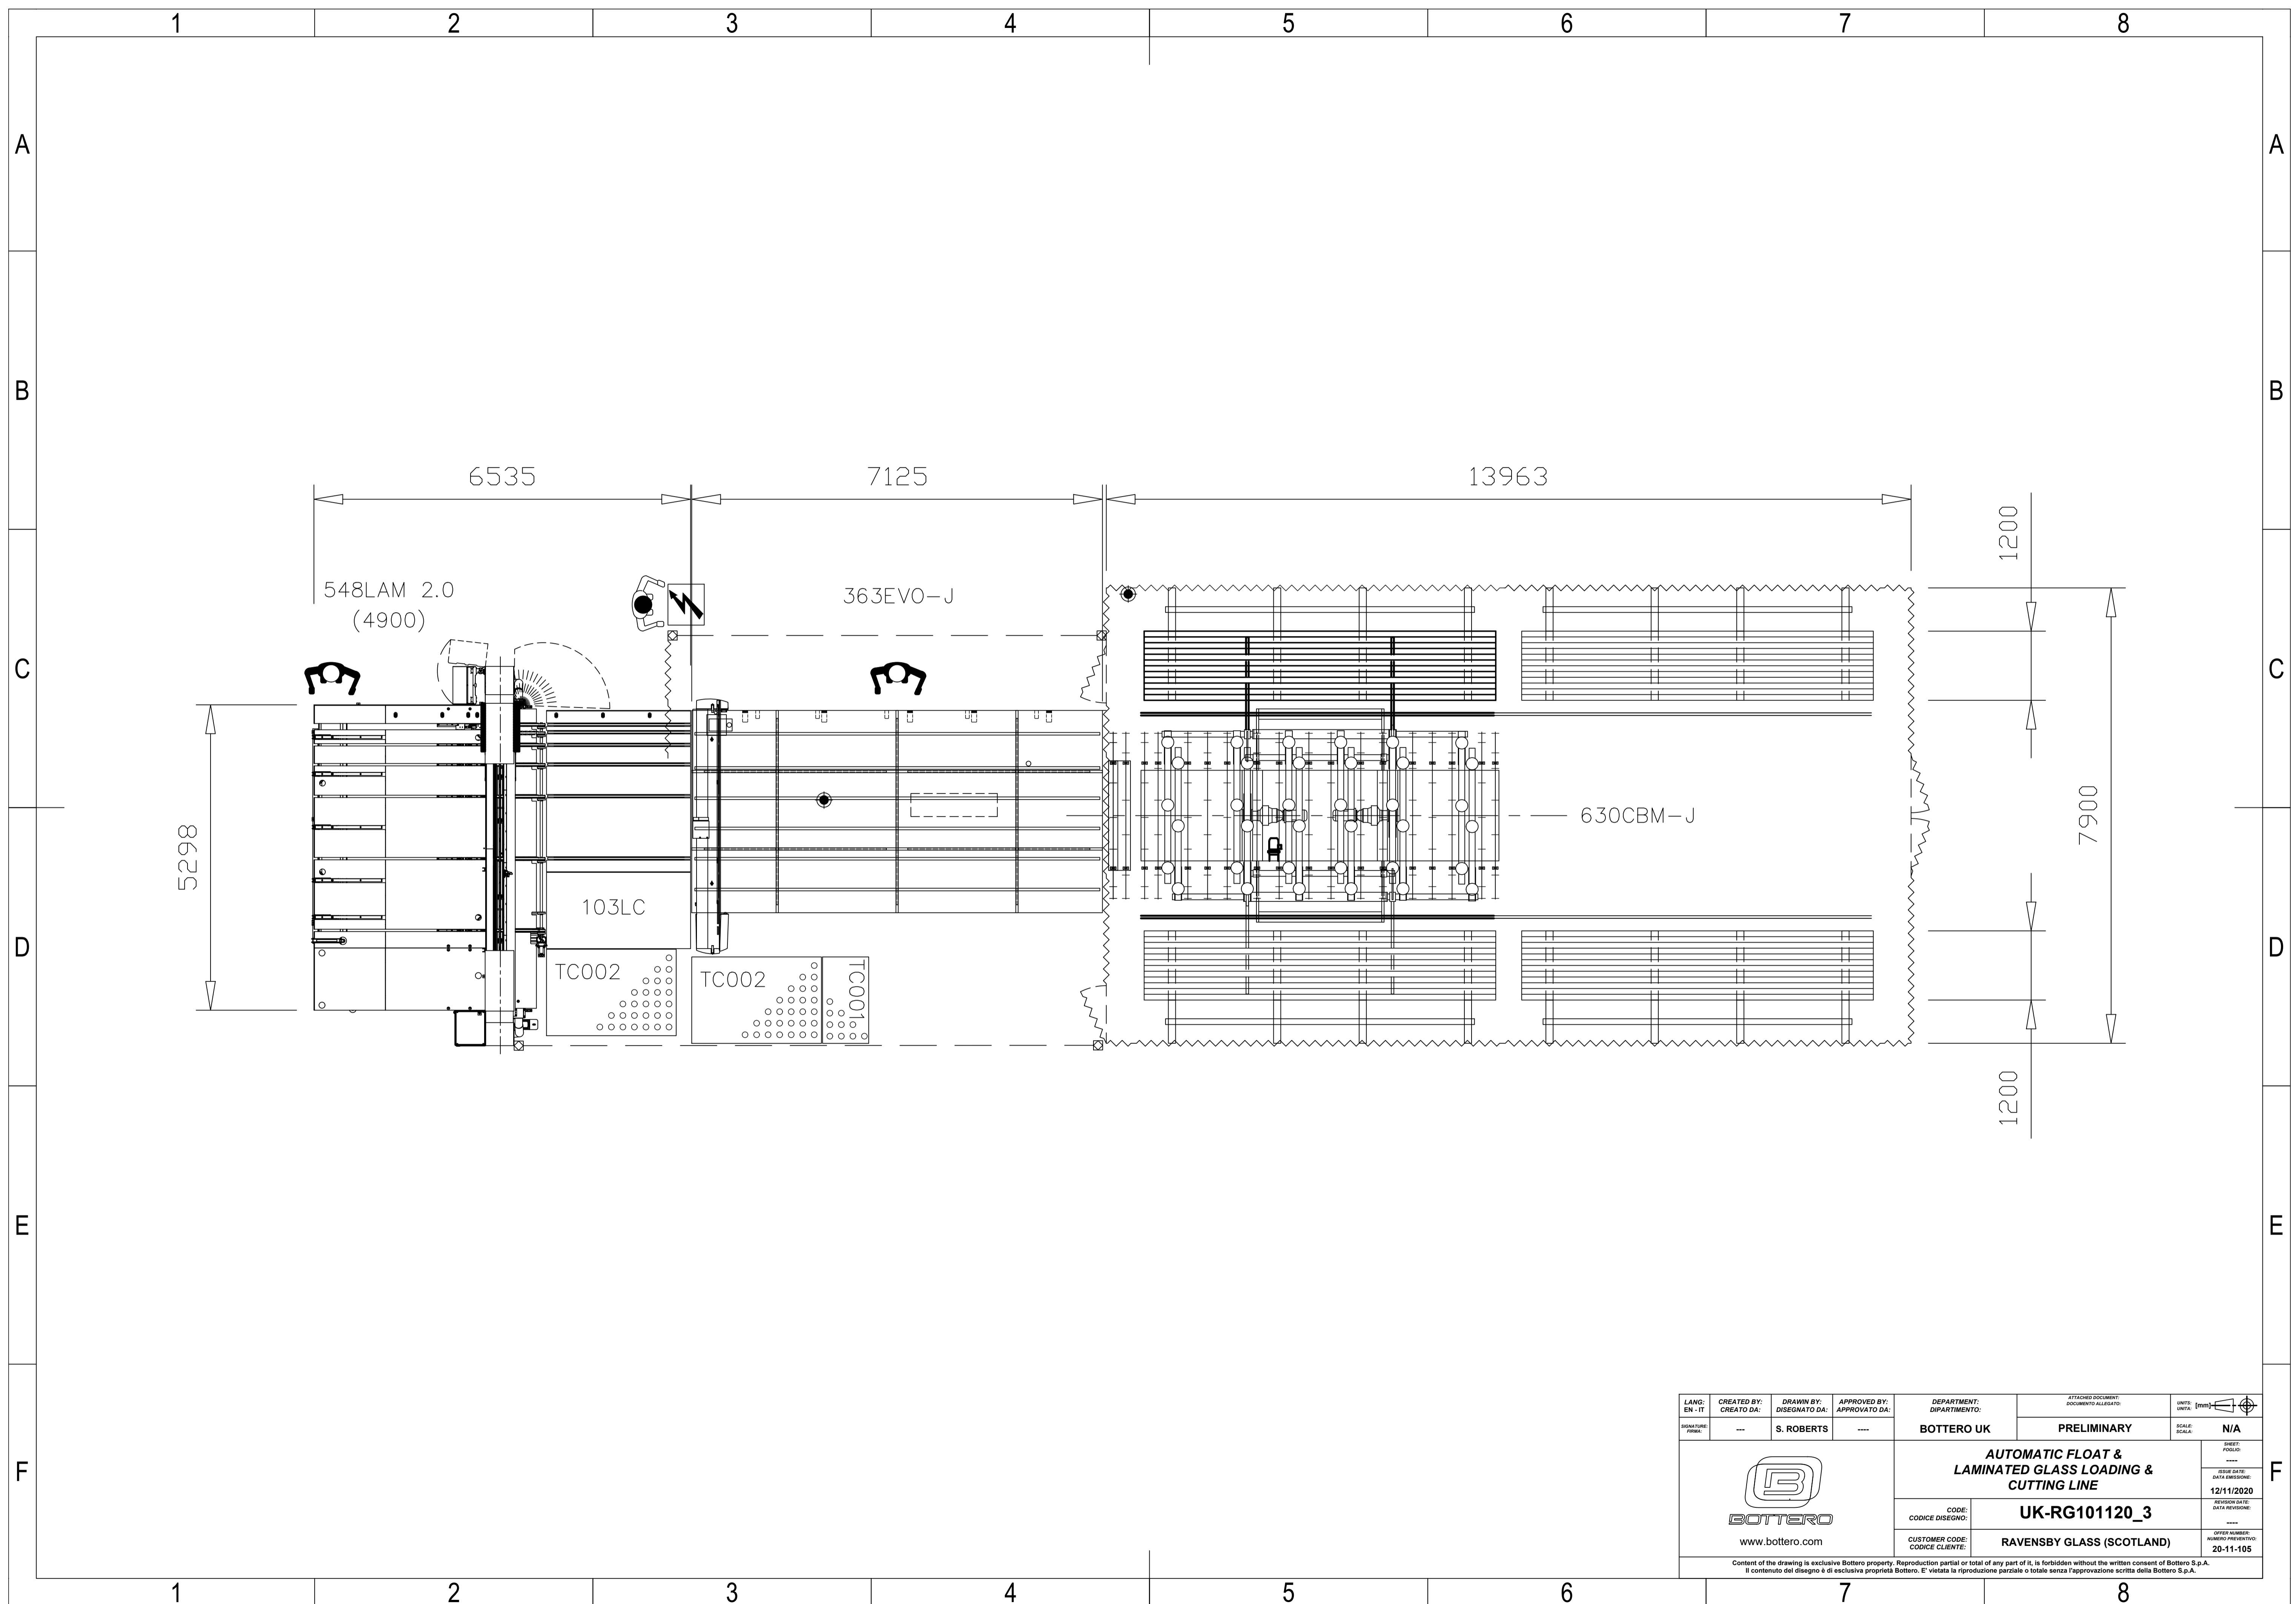 1 2 3 4 5 6 7 8
A A
B B
C C
D D
E E
F F
6535
7125
13963
1200
548LAM 2.0
(4900)
363EVO-J
5298
7900
630CBM-J
103LC
TC002
TC002
TC001
1200
LANG:
EN - IT
CREATED BY:
CREATO DA:
DRAWIN BY:
DISEGNATO DA:
APPROVED BY:
APPROVATO DA:
DEPARTMENT:
DIPARTIMENTO:
ATTACHED DOCUMENT:
DOCUMENTO ALLEGATO:
UNITS:
UNITA:
[mm]
SIGNATURE:
FIRMA:
---
S. ROBERTS
----
BOTTERO UK
PRELIMINARY
SCALE:
SCALA:
N/A
BOTTERO
www.bottero.com
AUTOMATIC FLOAT &
LAMINATED GLASS LOADING &
CUTTING LINE
SHEET:
FOGLIO:
----
ISSUE DATE:
DATA EMISSIONE:
12/11/2020
CODE:
CODICE DISEGNO:
UK-RG101120_3
REVISION DATE:
DATA REVISIONE:
----
CUSTOMER CODE:
CODICE CLIENTE:
RAVENSBY GLASS (SCOTLAND)
OFFER NUMBER:
NUMERO PREVENTIVO:
20-11-105
Content of the drawing is exclusive Bottero property. Reproduction partial or total of any part of it, is forbidden without the written consent of Bottero S.p.A.
Il contenuto del disegno è di esclusiva proprietà Bottero. E' vietata la riproduzione parziale o totale senza l'approvazione scritta della Bottero S.p.A.
1 2 3 4 5 6 7 8